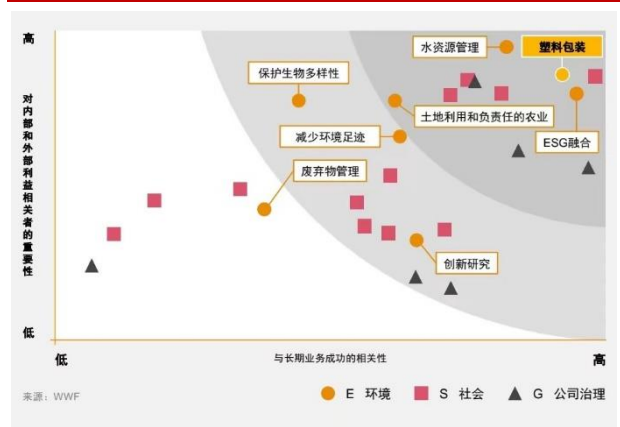 高
对内部和外部利益相关者的重要性
低
水资源管理
塑料包装
保护生物多样性
土地利用和负责任的农业
减少环境足迹
ESG融合
废弃物管理
创新研究
低
与长期业务成功的相关性
高
来源：WWF
E 环境
S 社会
G 公司治理